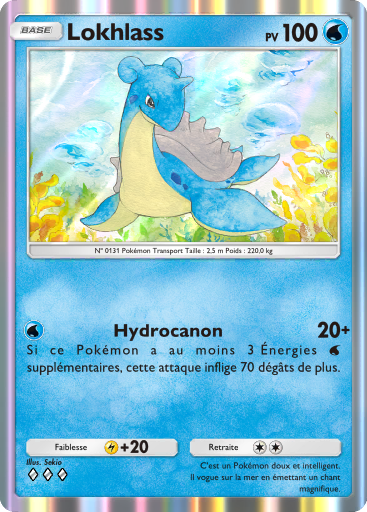 BASE Lokhlass PV 100
N° 0131 Pokémon Transport Taille : 2,5 m Poids : 220,0 kg
Hydrocanon 20+
Si ce Pokémon a au moins 3 Énergies
supplémentaires, cette attaque inflige 70 dégâts de plus.
Faiblesse +20 Retraite
Illus. Sekio
C'est un Pokémon doux et intelligent.
Il vogue sur la mer en émettant un chant
magnifique.